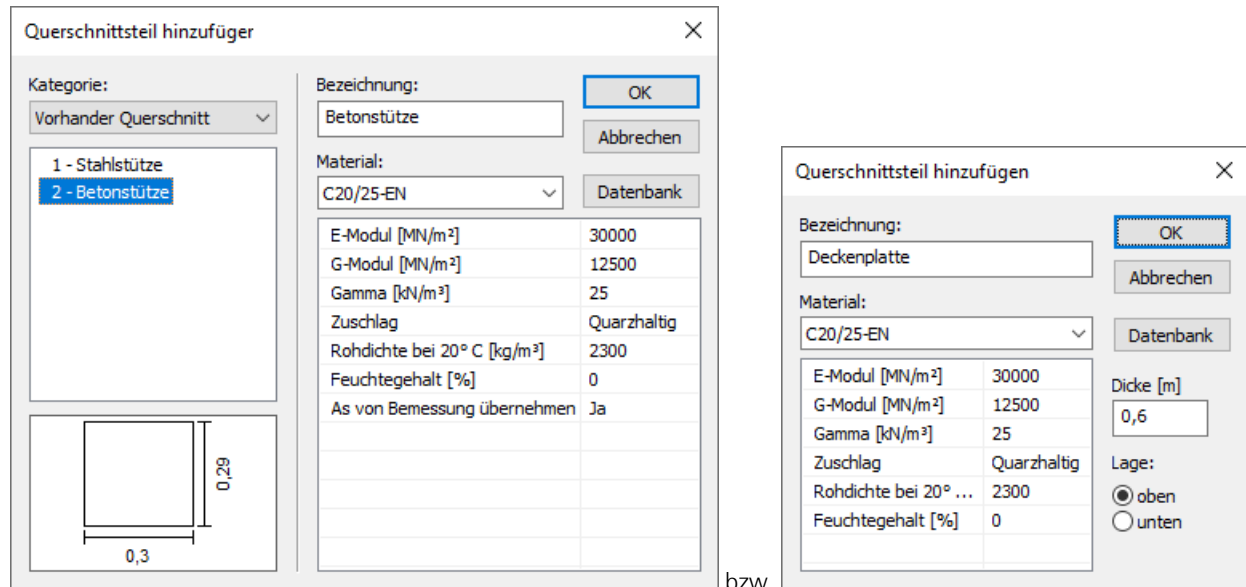 Querschnittsteil hinzufüger
Kategorie:
Vorhander Querschnitt
1 - Stahlstütze
2 - Betonstütze
0,29
0,3
Bezeichnung:
Betonstütze
OK
Abbrechen
Material:
C20/25-EN
Datenbank
E-Modul [MN/m²] 30000
G-Modul [MN/m²] 12500
Gamma [kN/m³] 25
Zuschlag Quarzhaltig
Rohdichte bei 20° C [kg/m³] 2300
Feuchtegehalt [%] 0
As von Bemessung übernehmen Ja
bzw.
Querschnittsteil hinzufügen
Bezeichnung:
Deckenplatte
OK
Abbrechen
Material:
C20/25-EN
Datenbank
E-Modul [MN/m²] 30000
G-Modul [MN/m²] 12500
Gamma [kN/m³] 25
Zuschlag Quarzhaltig
Rohdichte bei 20° ... 2300
Feuchtegehalt [%] 0
Dicke [m]
0,6
Lage:
oben
unten